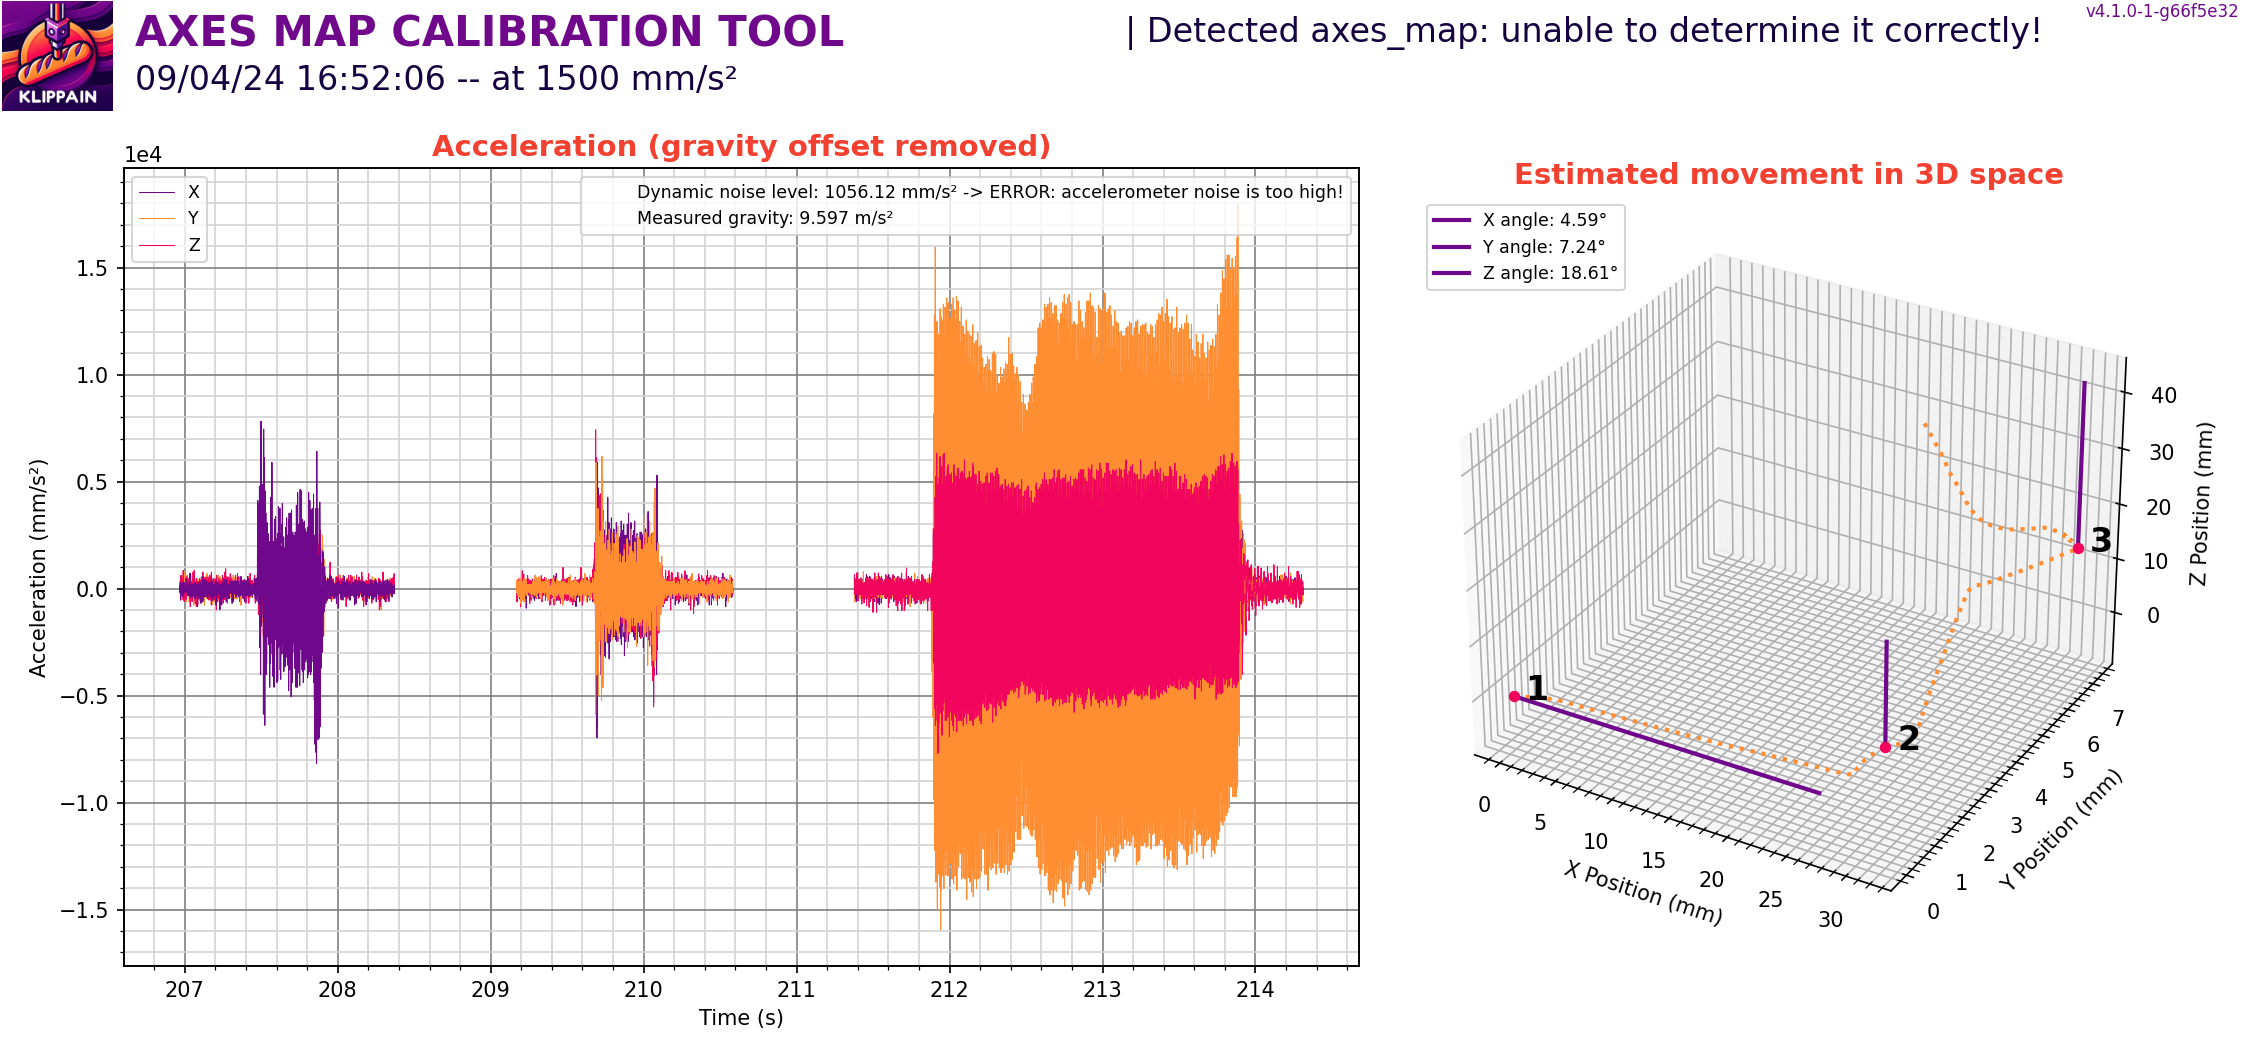 KLIPPAIN
AXES MAP CALIBRATION TOOL
09/04/24 16:52:06 -- at 1500 mm/s²
| Detected axes_map: unable to determine it correctly!
v4.1.0-1-g66f5e32
Acceleration (gravity offset removed)
1e4
X
Y
Z
Dynamic noise level: 1056.12 mm/s² -> ERROR: accelerometer noise is too high!
Measured gravity: 9.597 m/s²
Acceleration (mm/s²)
1.5
1.0
0.5
0.0
−0.5
−1.0
−1.5
207
208
209
210
211
212
213
214
Time (s)
Estimated movement in 3D space
X angle: 4.59°
Y angle: 7.24°
Z angle: 18.61°
1
2
3
0
5
10
15
20
25
30
X Position (mm)
0
1
2
3
4
5
6
7
Y Position (mm)
40
30
20
10
0
Z Position (mm)